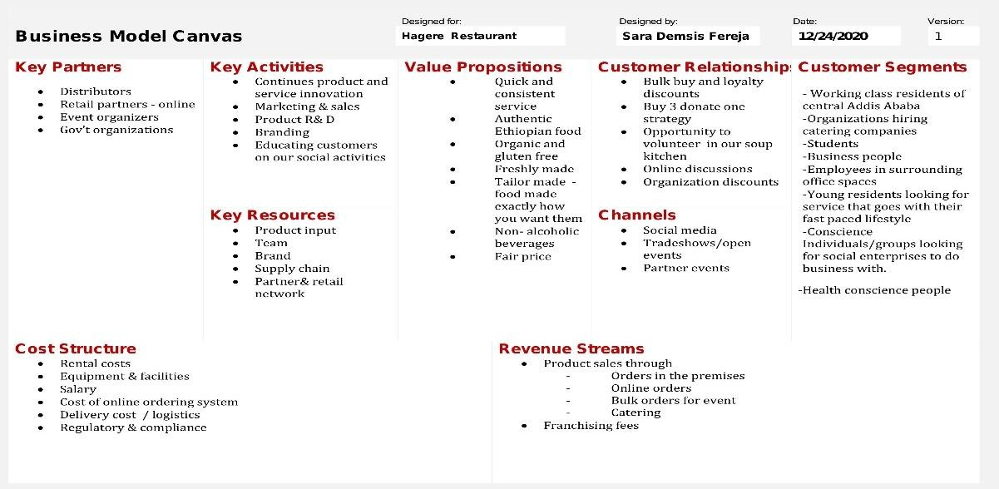 Business Model Canvas
Designed for:
Hagere Restaurant
Designed by:
Sara Demsis Fereja
Date:
12/24/2020
Version:
1
Key Partners
• Distributors
• Retail partners - online
• Event organizers
• Gov't organizations
Key Activities
• Continues product and
service innovation
• Marketing & sales
• Product R& D
• Branding
• Educating customers
on our social activities
Key Resources
• Product input
• Team
• Brand
• Supply chain
• Partner& retail
network
Value Propositions
• Quick and
consistent
service
• Authentic
Ethiopian food
• Organic and
gluten free
• Freshly made
• Tailor made -
food made
exactly how
you want them
• Non- alcoholic
beverages
• Fair price
Customer Relationships
• Bulk buy and loyalty
discounts
• Buy 3 donate one
strategy
• Opportunity to
volunteer in our soup
kitchen
• Online discussions
• Organization discounts
Channels
• Social media
• Tradeshows/open
events
• Partner events
Customer Segments
- Working class residents of
central Addis Ababa
-Organizations hiring
catering companies
-Students
-Business people
-Employees in surrounding
office spaces
-Young residents looking for
service that goes with their
fast paced lifestyle
-Conscience
Individuals/groups looking
for social enterprises to do
business with.
-Health conscience people
Cost Structure
• Rental costs
• Equipment & facilities
• Salary
• Cost of online ordering system
• Delivery cost / logistics
• Regulatory & compliance
Revenue Streams
• Product sales through
- Orders in the premises
- Online orders
- Bulk orders for event
- Catering
• Franchising fees